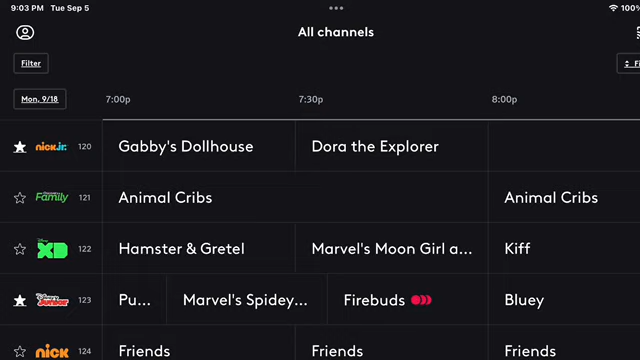 9:03 PM Tue Sep 5
100%
All channels
Filter
Fi
Mon, 9/18
7:00p
7:30p
8:00p
nick jr. 120
Gabby's Dollhouse
Dora the Explorer
Family 121
Animal Cribs
Animal Cribs
XD 122
Hamster & Gretel
Marvel's Moon Girl a...
Kiff
Disney Junior 123
Pu...
Marvel's Spidey...
Firebuds
Bluey
nick 124
Friends
Friends
Friends